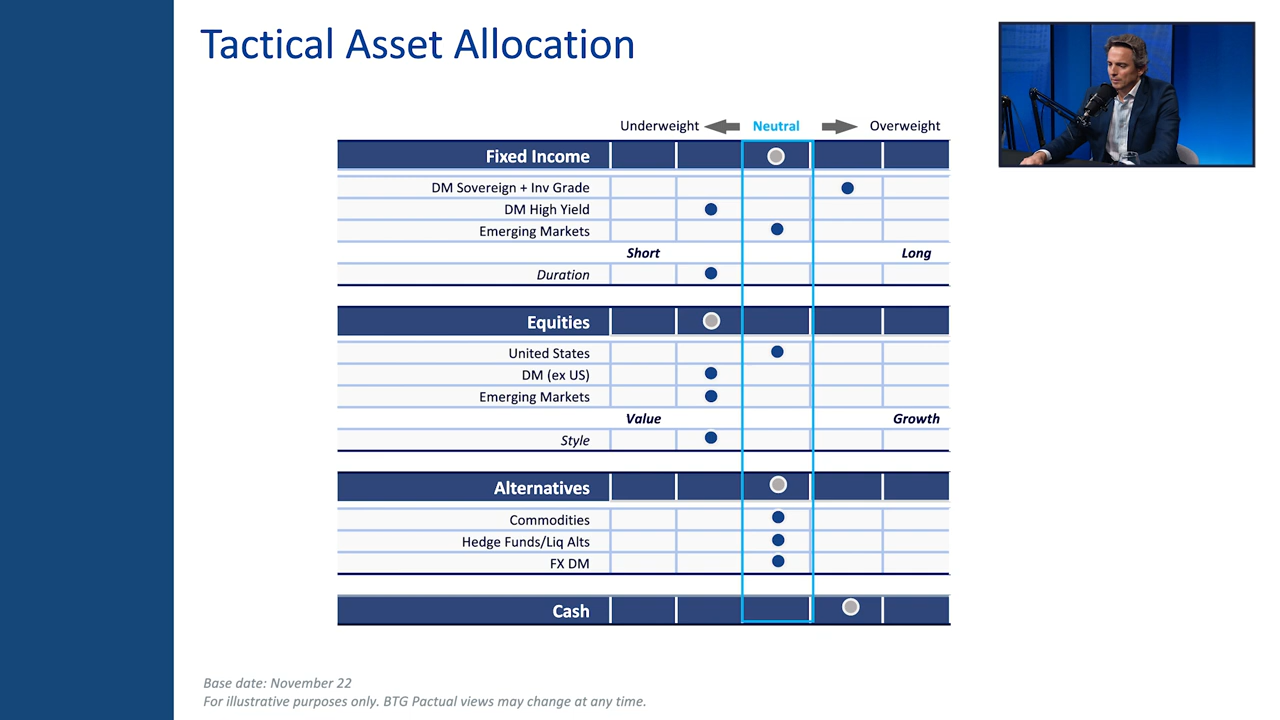 Tactical Asset Allocation
Underweight Neutral Overweight
Fixed Income
DM Sovereign + Inv Grade
DM High Yield
Emerging Markets
Short Long
Duration
Equities
United States
DM (ex US)
Emerging Markets
Value Growth
Style
Alternatives
Commodities
Hedge Funds/Liq Alts
FX DM
Cash
Base date: November 22
For illustrative purposes only. BTG Pactual views may change at any time.